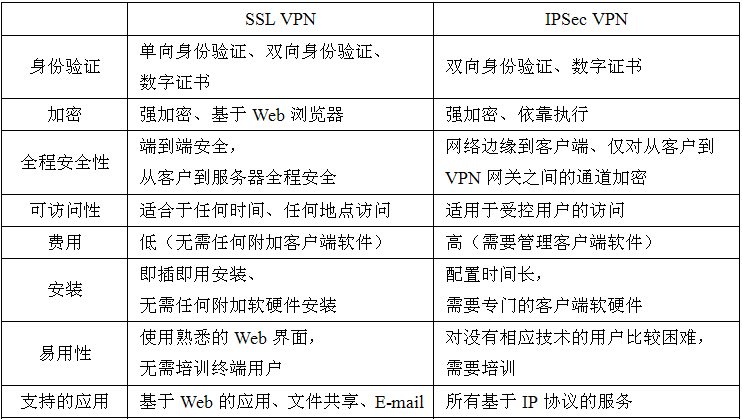 SSL VPN IPSec VPN
身份验证 单向身份验证、双向身份验证、
数字证书 双向身份验证、数字证书
加密 强加密、基于 Web 浏览器 强加密、依靠执行
全程安全性 端到端安全，
从客户到服务器全程安全 网络边缘到客户端、仅对从客户到
VPN 网关之间的通道加密
可访问性 适合于任何时间、任何地点访问 适用于受控用户的访问
费用 低（无需任何附加客户端软件） 高（需要管理客户端软件）
安装 即插即用安装、
无需任何附加软硬件安装 配置时间长，
需要专门的客户端软硬件
易用性 使用熟悉的 Web 界面，
无需培训终端用户 对没有相应技术的用户比较困难，
需要培训
支持的应用 基于 Web 的应用、文件共享、E-mail 所有基于 IP 协议的服务